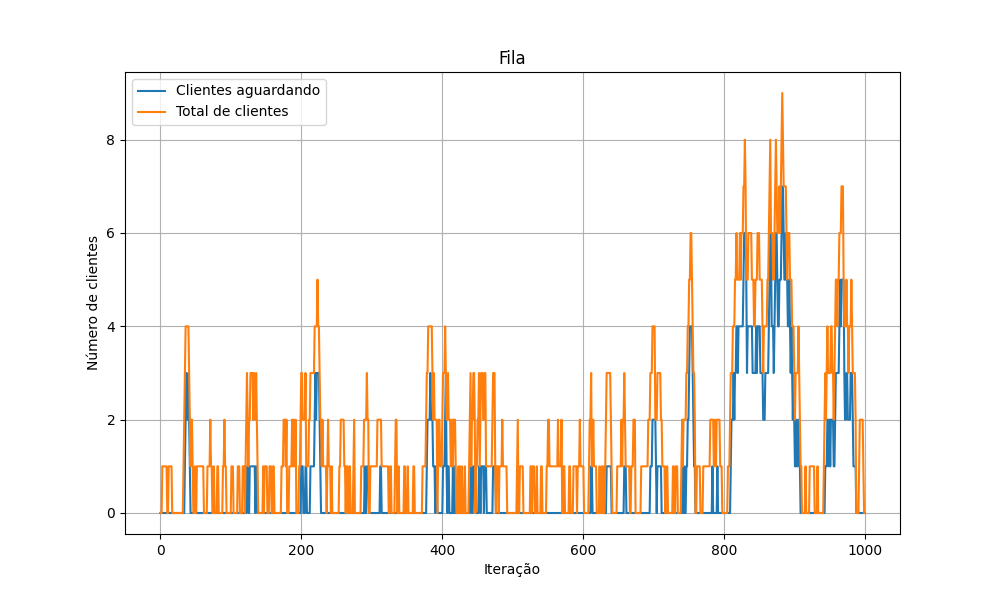 Fila
Clientes aguardando
Total de clientes
Número de clientes
8
6
4
2
0
0 200 400 600 800 1000
Iteração